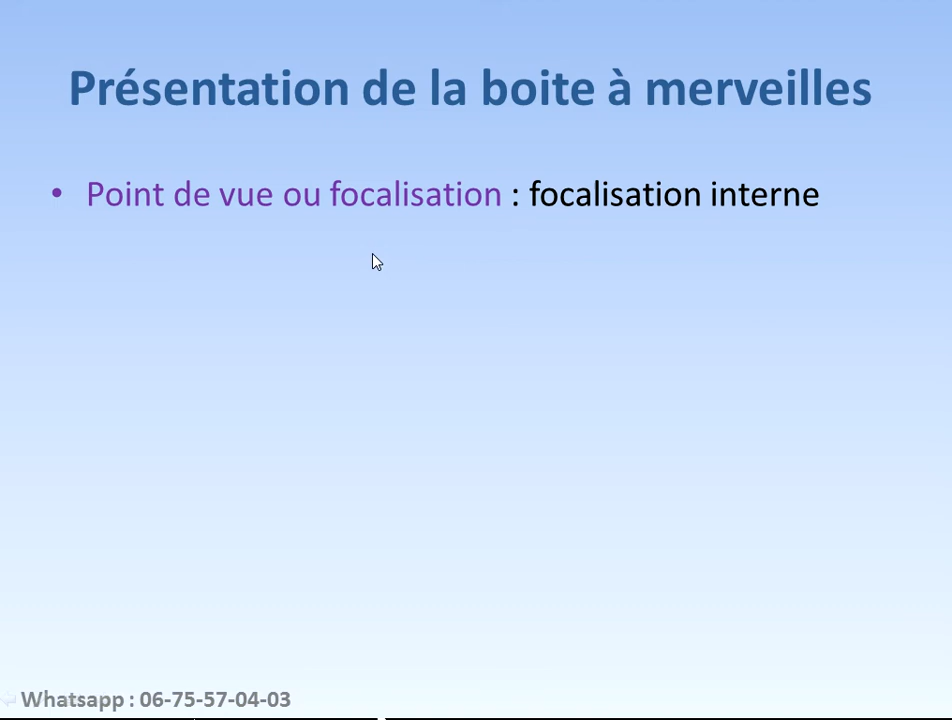 Présentation de la boite à merveilles
• Point de vue ou focalisation : focalisation interne
Whatsapp : 06-75-57-04-03